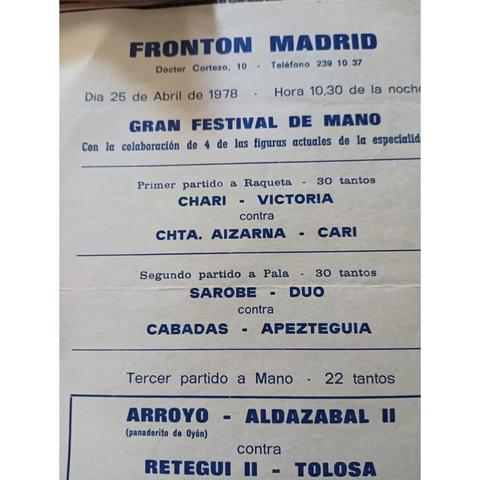 FRONTON MADRID
Doctor Cortezo, 10 - Teléfono 239 10 37
Dia 25 de Abril de 1978 - Hora 10,30 de la noche
GRAN FESTIVAL DE MANO
Con la colaboración de 4 de las figuras actuales de la especialid
Primer partido a Raqueta - 30 tantos
CHARI - VICTORIA
contra
CHTA. AIZARNA - CARI
Segundo partido a Pala - 30 tantos
SAROBE - DUO
contra
CABADAS - APEZTEGUIA
Tercer partido a Mano - 22 tantos
ARROYO - ALDAZABAL II
(panaderito de Oyón)
contra
RETEGUI II - TOLOSA